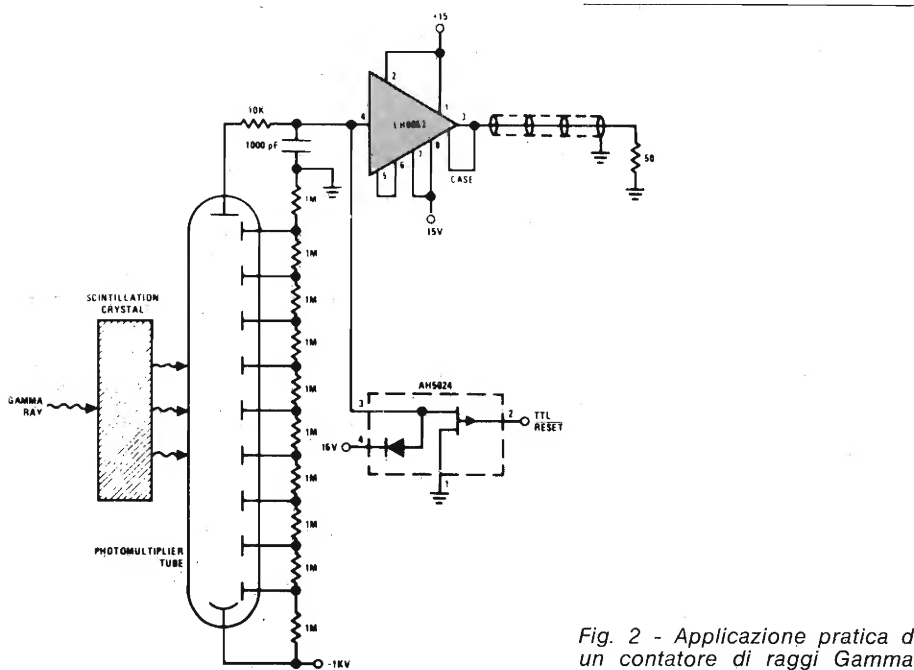 +15
2
1
10K
4
LH0063
3
1000 pF
5
6
7
8
CASE
50
1M
15V
1M
1M
SCINTILLATION
CRYSTAL
1M
GAMMA
RAY
1M
1M
AH5024
3
2
TTL
RESET
15V
4
1
1M
1M
1M
PHOTOMULTIPLIER
TUBE
1M
-1KV
Fig. 2 - Applicazione pratica d
un contatore di raggi Gamma